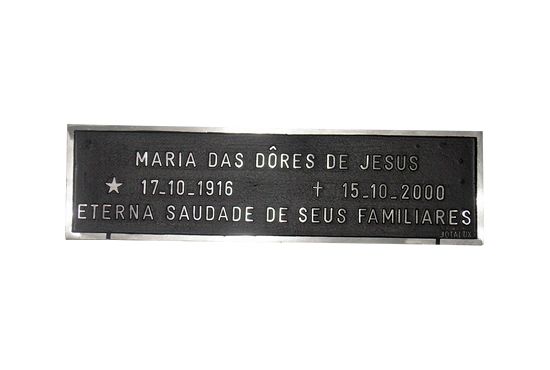 MARIA DAS DÔRES DE JESUS
★ 17_10_1916 † 15_10_2000
ETERNA SAUDADE DE SEUS FAMILIARES
JOTALUX